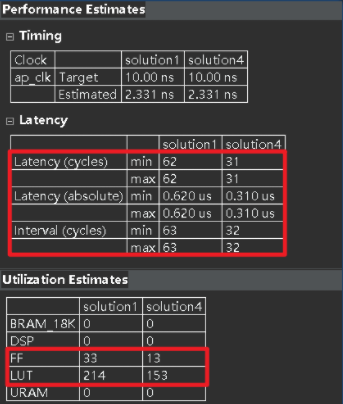 Performance Estimates
Timing
Clock solution1 solution4
ap_clk Target 10.00 ns 10.00 ns
Estimated 2.331 ns 2.331 ns
Latency
solution1 solution4
Latency (cycles) min 62 31
max 62 31
Latency (absolute) min 0.620 us 0.310 us
max 0.620 us 0.310 us
Interval (cycles) min 63 32
max 63 32
Utilization Estimates
solution1 solution4
BRAM_18K 0 0
DSP 0 0
FF 33 13
LUT 214 153
URAM 0 0